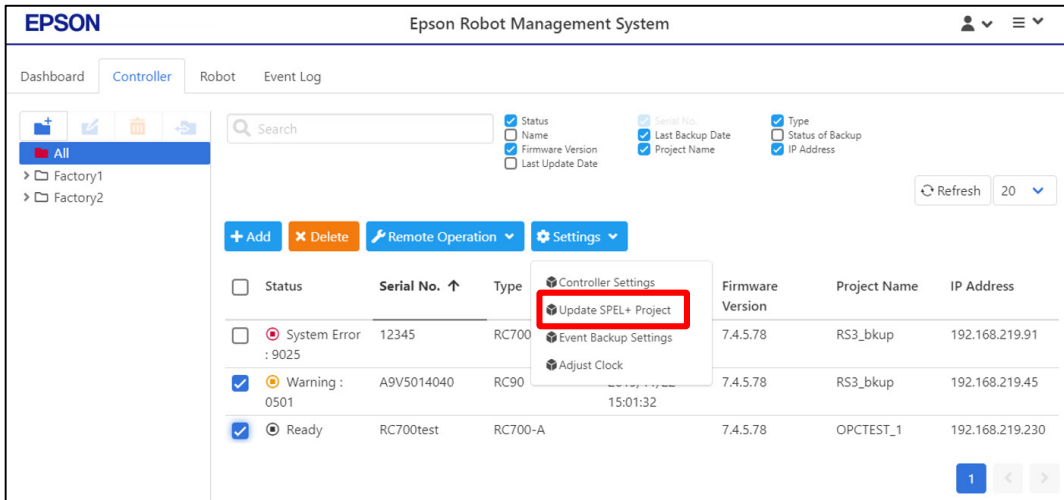 EPSON
Epson Robot Management System
Dashboard
Controller
Robot
Event Log
All
Factory1
Factory2
Search
Status
Serial No.
Type
Name
Last Backup Date
Status of Backup
Firmware Version
Project Name
IP Address
Last Update Date
Refresh
20
Add
Delete
Remote Operation
Settings
Controller Settings
Update SPEL+ Project
Event Backup Settings
Adjust Clock
Status
Serial No.
Type
Firmware
Version
Project Name
IP Address
System Error
: 9025
12345
RC700
7.4.5.78
RS3_bkup
192.168.219.91
Warning :
0501
A9V5014040
RC90
15:01:32
7.4.5.78
RS3_bkup
192.168.219.45
Ready
RC700test
RC700-A
7.4.5.78
OPCTEST_1
192.168.219.230
1